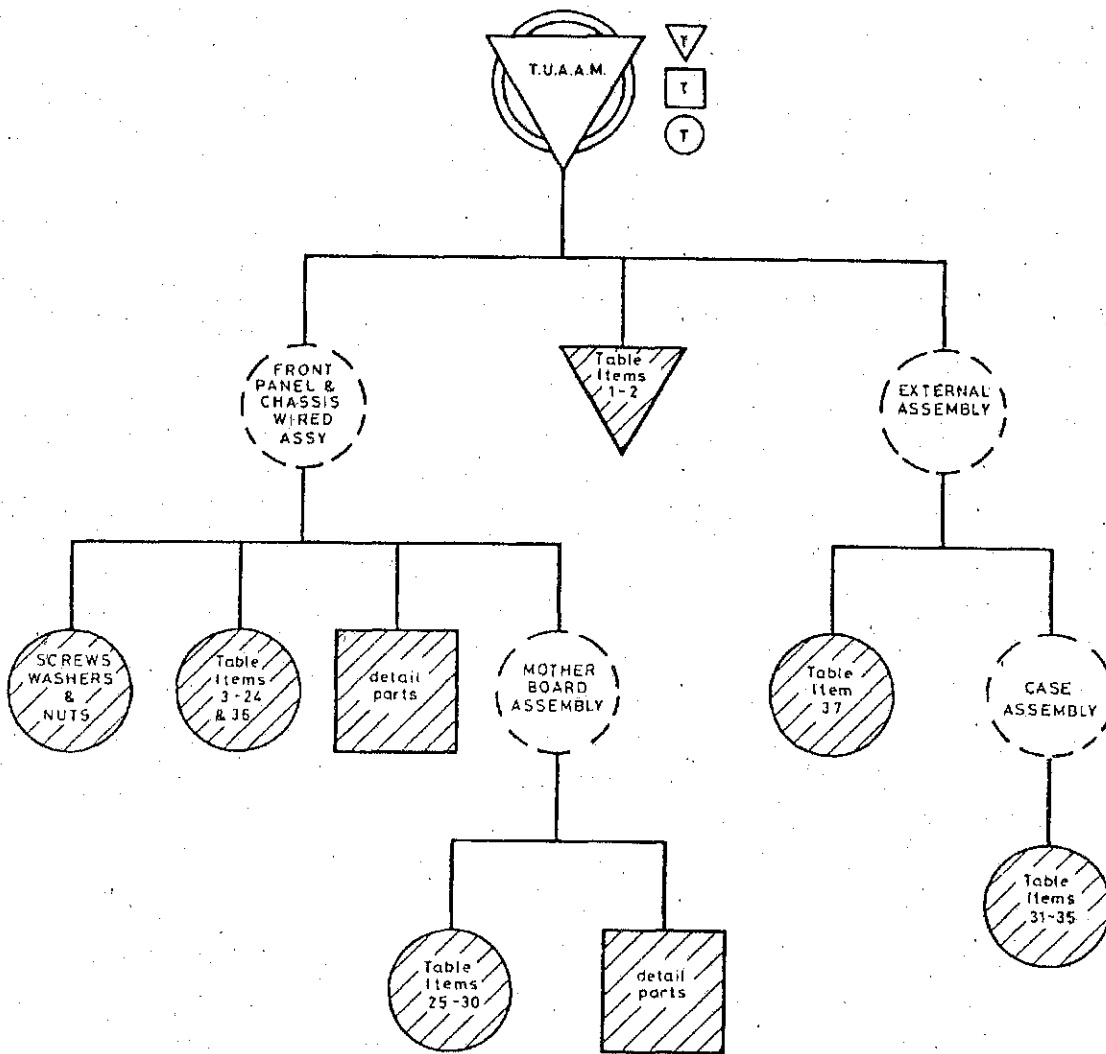 T.U.A.A.M.
T
T
T
FRONT
PANEL &
CHASSIS
WIRED
ASSY
Table
Items
1-2
EXTERNAL
ASSEMBLY
SCREWS
WASHERS
&
NUTS
Table
Items
3-24
& 36
detail
parts
MOTHER
BOARD
ASSEMBLY
Table
Item
37
CASE
ASSEMBLY
Table
Items
25-30
detail
parts
Table
Items
31-35